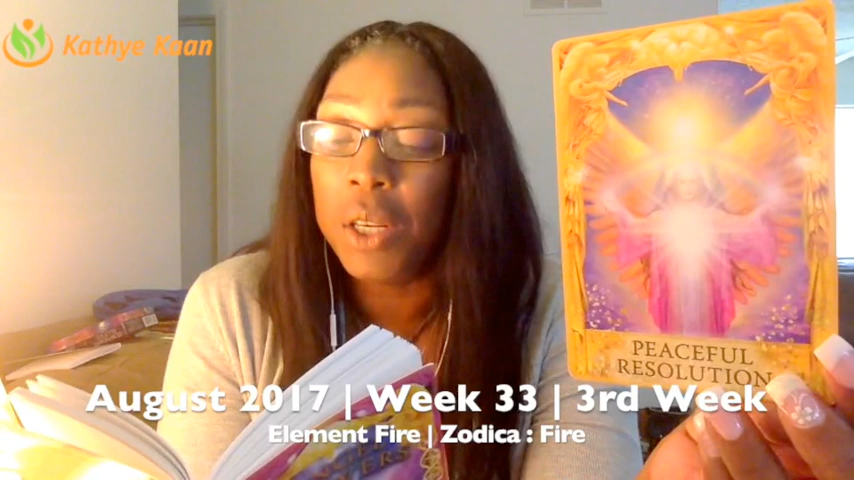 Kathye Kaan
PEACEFUL
RESOLUTION
August 2017 | Week 33 | 3rd Week
Element Fire | Zodica : Fire